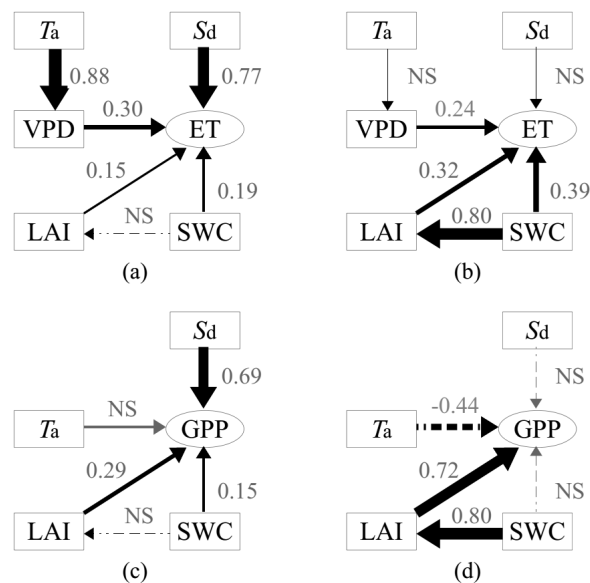 Ta Sd Ta Sd
0.88 0.77 NS NS
0.30 0.24
VPD ET VPD ET
0.15 0.19 0.32 0.39
NS 0.80
LAI SWC LAI SWC
(a) (b)
Sd Sd
0.69 NS
NS -0.44
Ta GPP Ta GPP
0.29 0.15 0.72 NS
NS 0.80
LAI SWC LAI SWC
(c) (d)